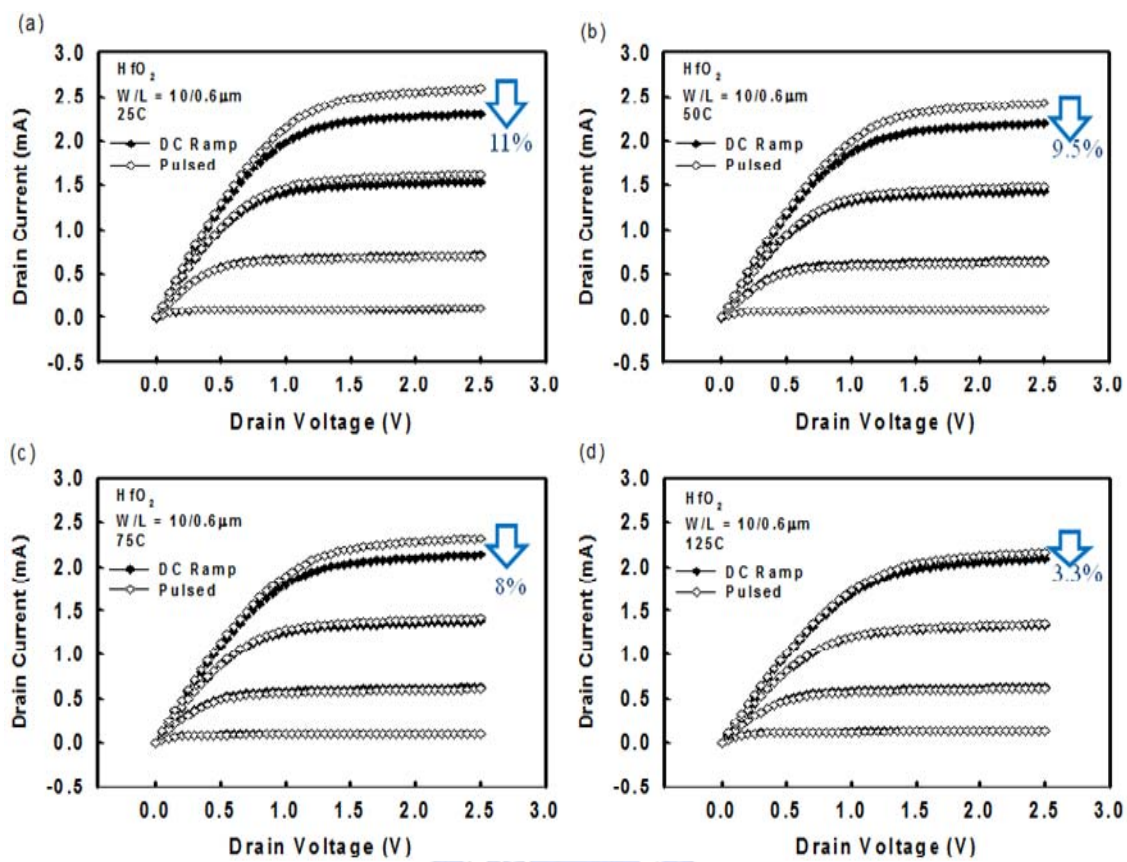 (a)
3.0
2.5
2.0
1.5
1.0
0.5
0.0
-0.5
Drain Current (mA)
HfO₂
W/L = 10/0.6μm
25C
DC Ramp
Pulsed
11%
0.0 0.5 1.0 1.5 2.0 2.5 3.0
Drain Voltage (V)
(b)
3.0
2.5
2.0
1.5
1.0
0.5
0.0
-0.5
Drain Current (mA)
HfO₂
W/L = 10/0.6μm
50C
DC Ramp
Pulsed
9.5%
0.0 0.5 1.0 1.5 2.0 2.5 3.0
Drain Voltage (V)
(c)
3.0
2.5
2.0
1.5
1.0
0.5
0.0
-0.5
Drain Current (mA)
HfO₂
W/L = 10/0.6μm
75C
DC Ramp
Pulsed
8%
0.0 0.5 1.0 1.5 2.0 2.5 3.0
Drain Voltage (V)
(d)
3.0
2.5
2.0
1.5
1.0
0.5
0.0
-0.5
Drain Current (mA)
HfO₂
W/L = 10/0.6μm
125C
DC Ramp
Pulsed
3.3%
0.0 0.5 1.0 1.5 2.0 2.5 3.0
Drain Voltage (V)